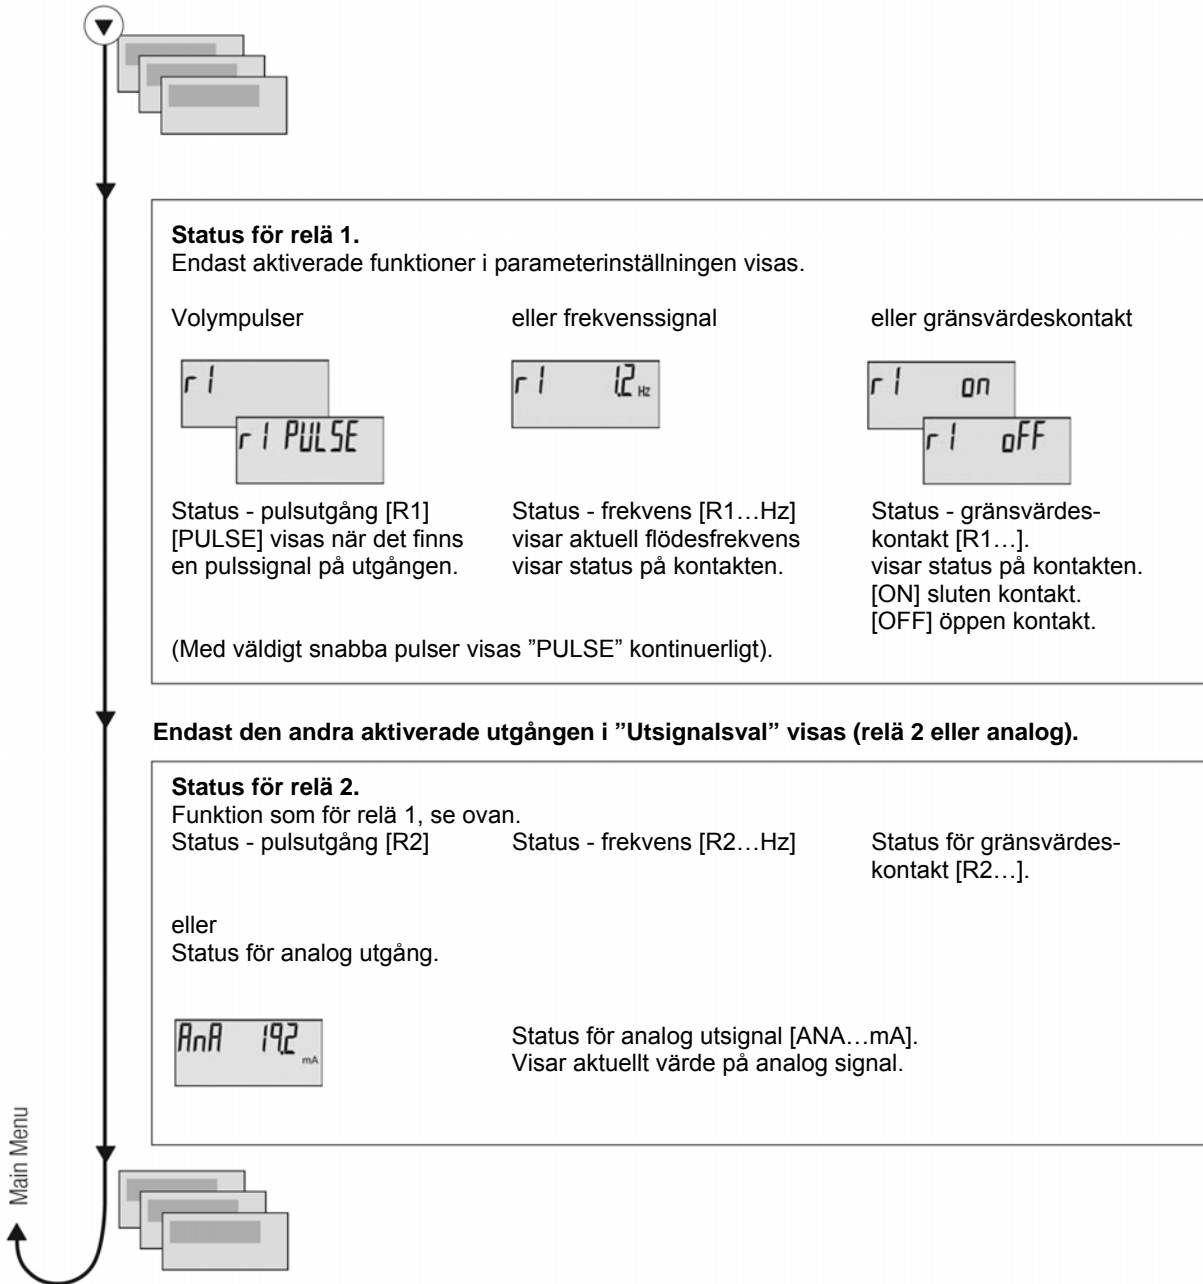 Status för relä 1.
Endast aktiverade funktioner i parameterinställningen visas.
Volympulser
eller frekvenssignal
eller gränsvärdeskontakt
r1
r1 PULSE
r1 1.2 Hz
r1 on
r1 oFF
Status - pulsutgång [R1]
[PULSE] visas när det finns
en pulssignal på utgången.
Status - frekvens [R1…Hz]
visar aktuell flödesfrekvens
visar status på kontakten.
Status - gränsvärdes-
kontakt [R1…].
visar status på kontakten.
[ON] sluten kontakt.
[OFF] öppen kontakt.
(Med väldigt snabba pulser visas ”PULSE” kontinuerligt).
Endast den andra aktiverade utgången i ”Utsignalsval” visas (relä 2 eller analog).
Status för relä 2.
Funktion som för relä 1, se ovan.
Status - pulsutgång [R2]
Status - frekvens [R2…Hz]
Status för gränsvärdes-
kontakt [R2…].
eller
Status för analog utgång.
AnA 19.2 mA
Status för analog utsignal [ANA…mA].
Visar aktuellt värde på analog signal.
Main Menu